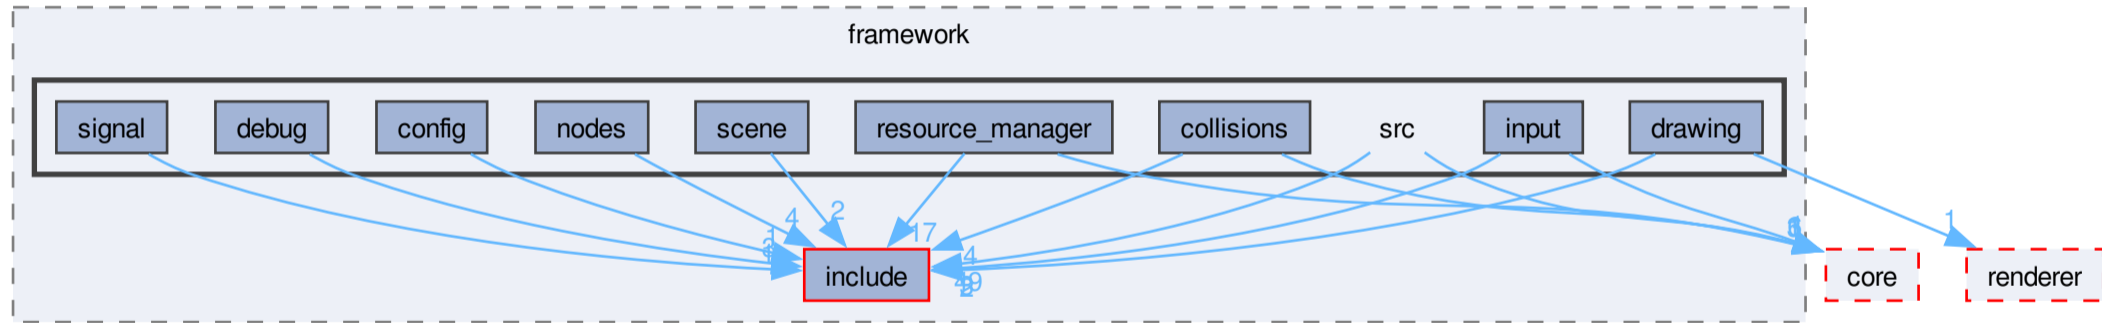 framework
signal debug config nodes scene resource_manager collisions src input drawing
4 2 17 4 1
include core renderer